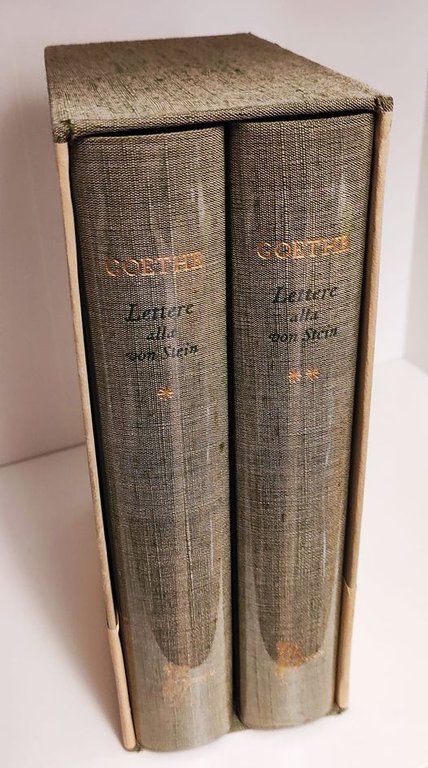 GOETHE
Lettere
alla
von Stein
*
GOETHE
Lettere
alla
von Stein
**